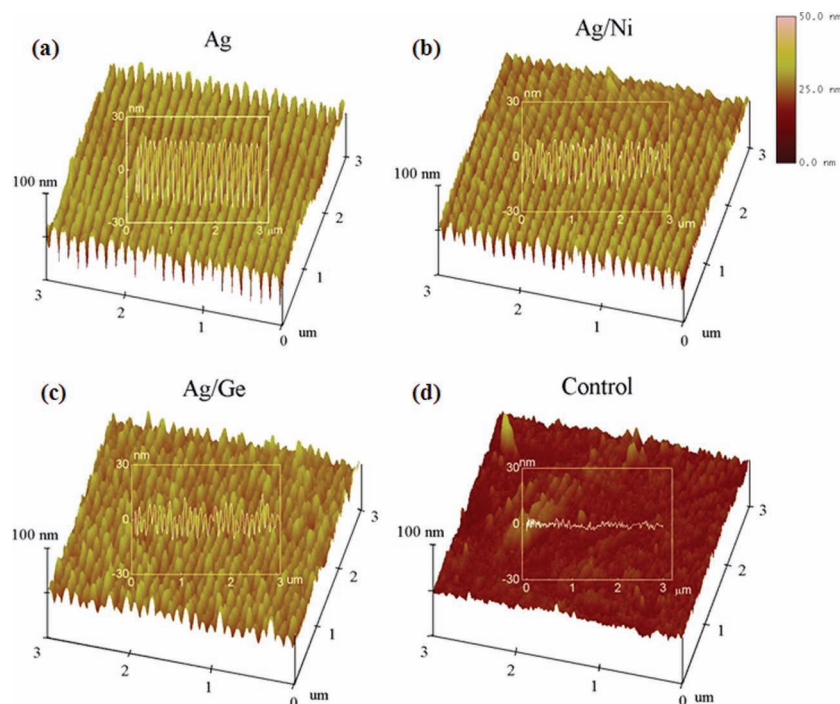 (a) Ag
30 nm
0
-30
0 1 2 3 μm
100 nm
3 2 1 0 um
1 2 3
(b) Ag/Ni
30 nm
0
-30
0 1 2 3 μm
100 nm
3 2 1 0 um
1 2 3
50.0 nm
25.0 nm
0.0 nm
(c) Ag/Ge
30 nm
0
-30
0 1 2 3 um
100 nm
3 2 1 0 um
1 2 3
(d) Control
30 nm
0
-30
0 1 2 3 μm
100 nm
3 2 1 0 um
1 2 3